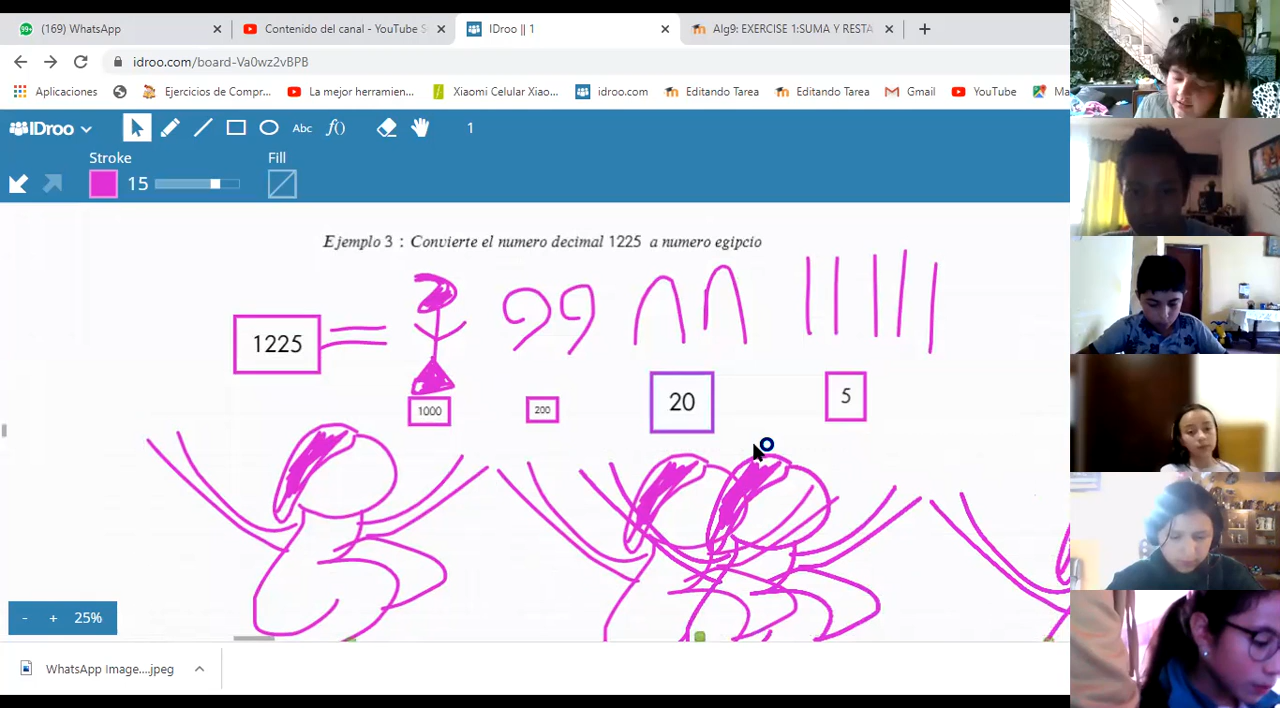 (169) WhatsApp
Contenido del canal - YouTube S
IDroo || 1
Alg9: EXERCISE 1:SUMA Y RESTA
idroo.com/board-Va0wz2vBPB
Aplicaciones
Ejercicios de Compr...
La mejor herramien...
Xiaomi Celular Xiao...
idroo.com
Editando Tarea
Editando Tarea
Gmail
YouTube
Ma
IDroo
Abc
f()
1
Stroke
Fill
15
Ejemplo 3 : Convierte el numero decimal 1225 a numero egipcio
1225
1000
200
20
5
- + 25%
WhatsApp Image....jpeg